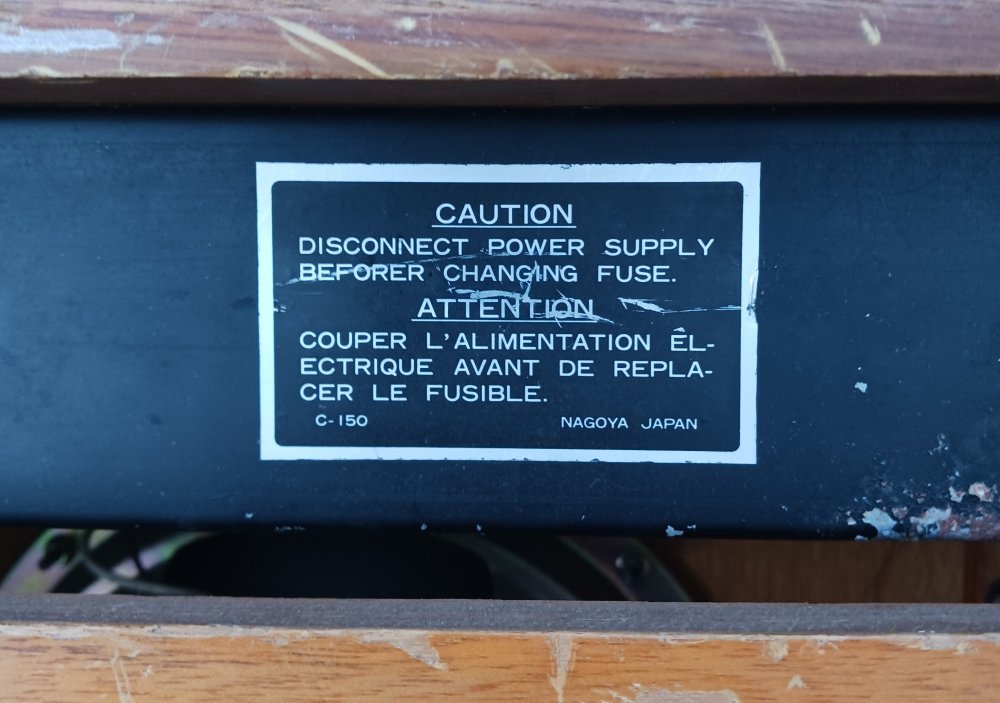 CAUTION
DISCONNECT POWER SUPPLY
BEFORER CHANGING FUSE.
ATTENTION
COUPER L'ALIMENTATION ÊL-
ECTRIQUE AVANT DE REPLA-
CER LE FUSIBLE.
C-150 NAGOYA JAPAN